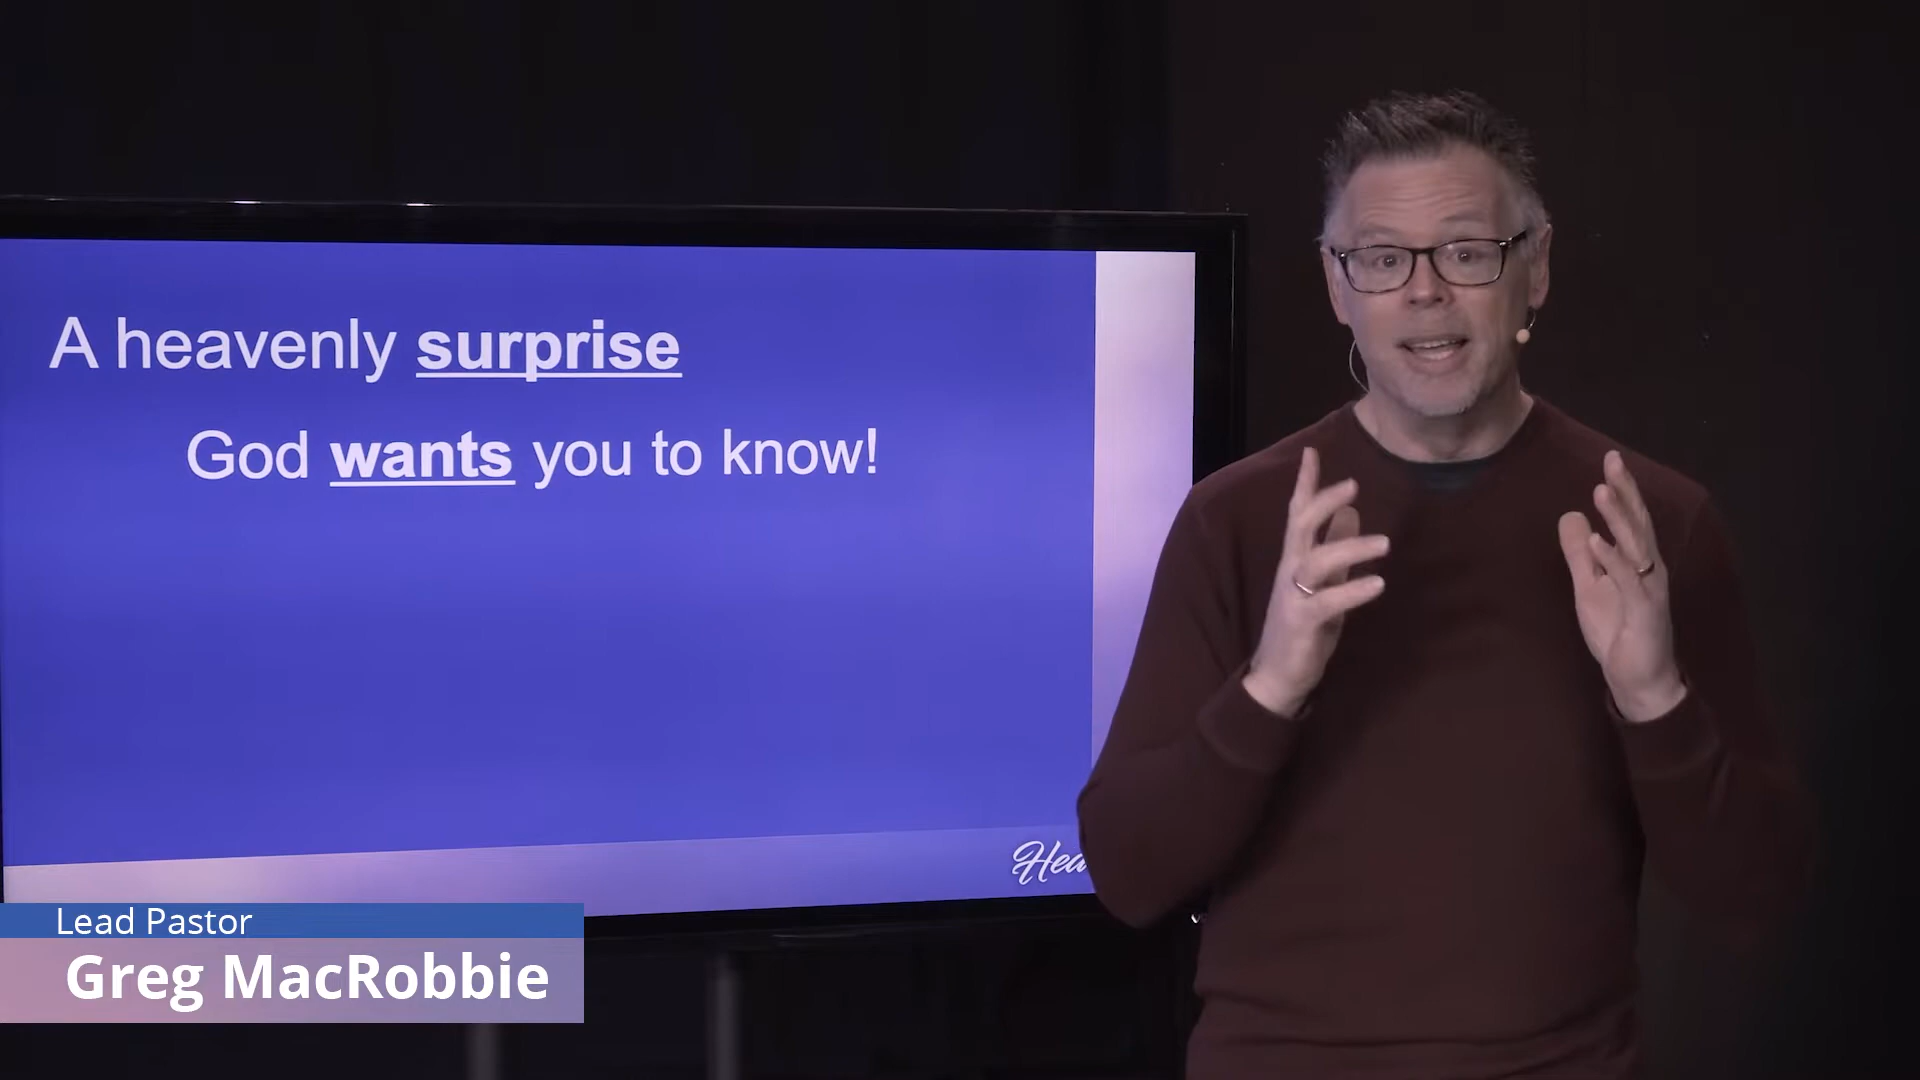 A heavenly surprise
God wants you to know!
Lead Pastor
Greg MacRobbie